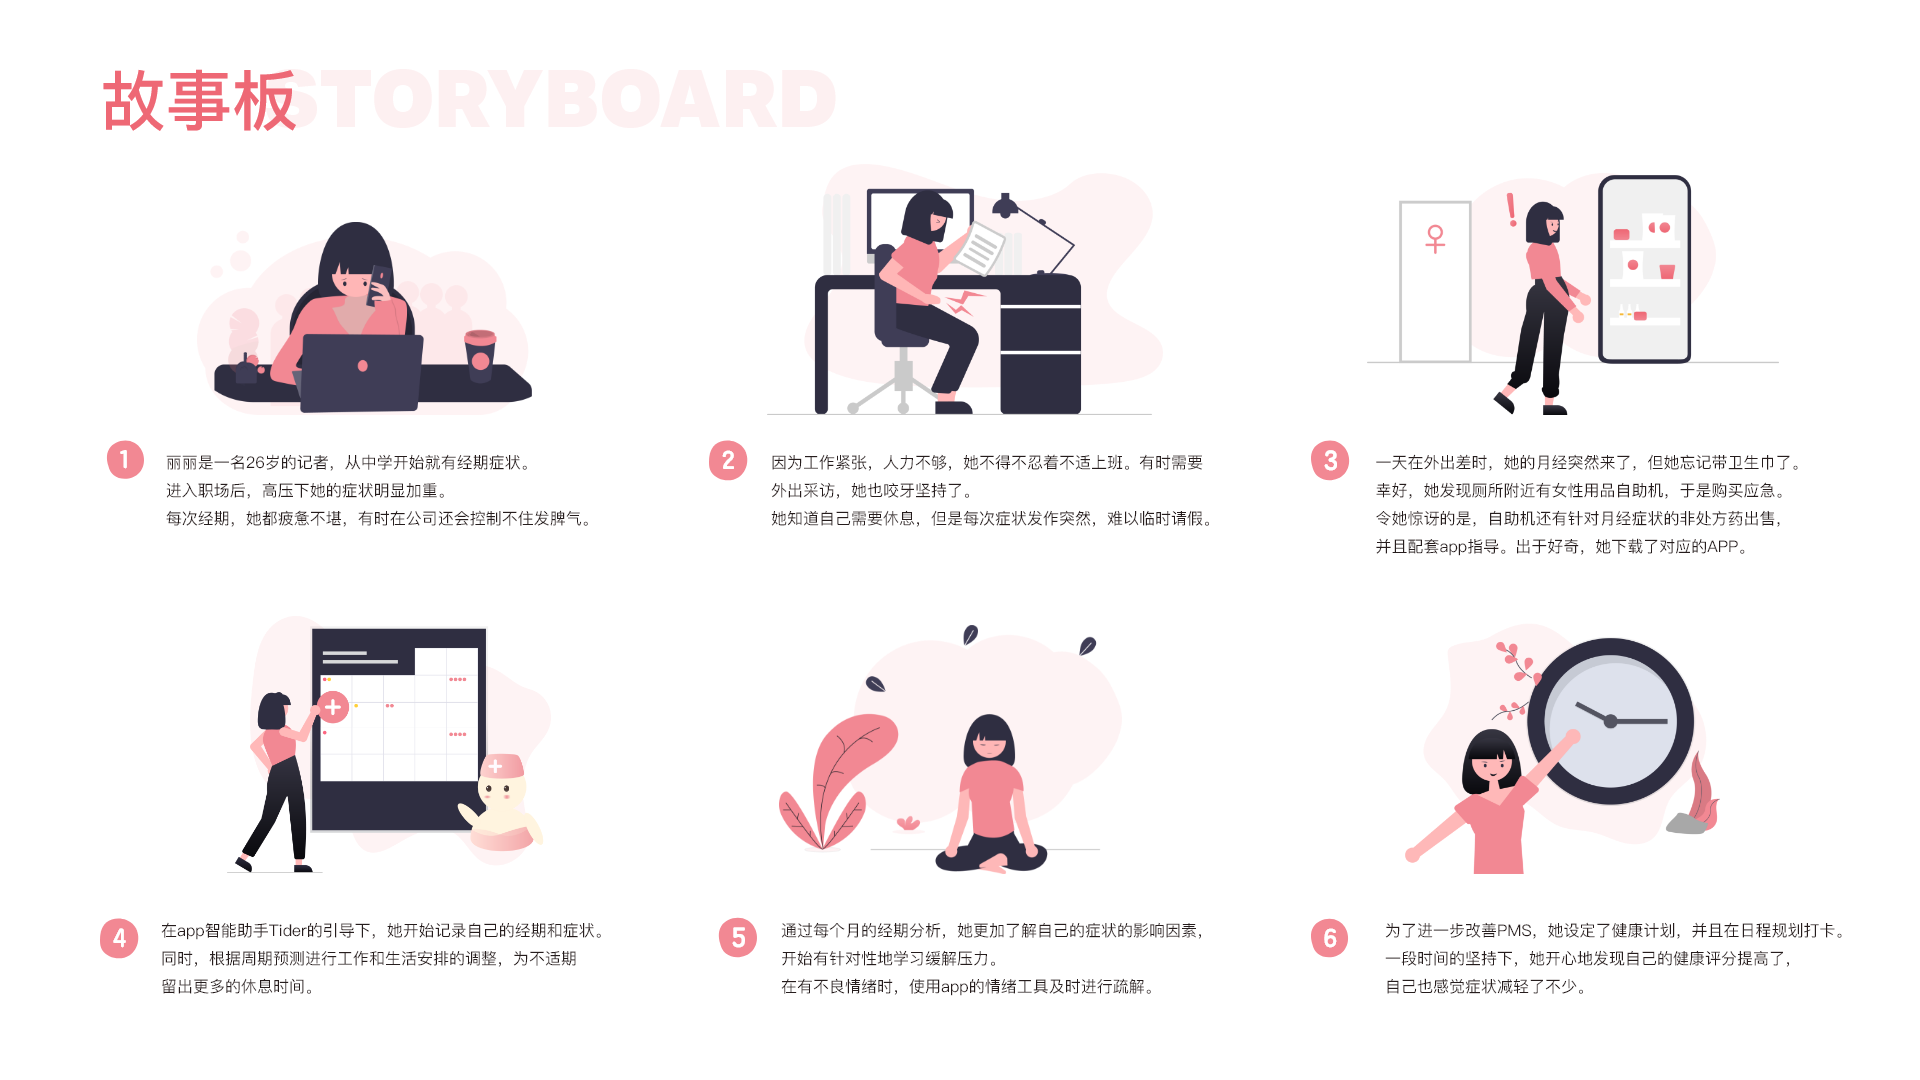 故事板
STORYBOARD
1
丽丽是一名26岁的记者，从中学开始就有经期症状。
进入职场后，高压下她的症状明显加重。
每次经期，她都疲惫不堪，有时在公司还会控制不住发脾气。
2
因为工作紧张，人力不够，她不得不忍着不适上班。有时需要
外出采访，她也咬牙坚持了。
她知道自己需要休息，但是每次症状发作突然，难以临时请假。
3
一天在外出差时，她的月经突然来了，但她忘记带卫生巾了。
幸好，她发现厕所附近有女性用品自助机，于是购买应急。
令她惊讶的是，自助机还有针对月经症状的非处方药出售，
并且配套app指导。出于好奇，她下载了对应的APP。
4
在app智能助手Tider的引导下，她开始记录自己的经期和症状。
同时，根据周期预测进行工作和生活安排的调整，为不适期
留出更多的休息时间。
5
通过每个月的经期分析，她更加了解自己的症状的影响因素，
开始有针对性地学习缓解压力。
在有不良情绪时，使用app的情绪工具及时进行疏解。
6
为了进一步改善PMS，她设定了健康计划，并且在日程规划打卡。
一段时间的坚持下，她开心地发现自己的健康评分提高了，
自己也感觉症状减轻了不少。